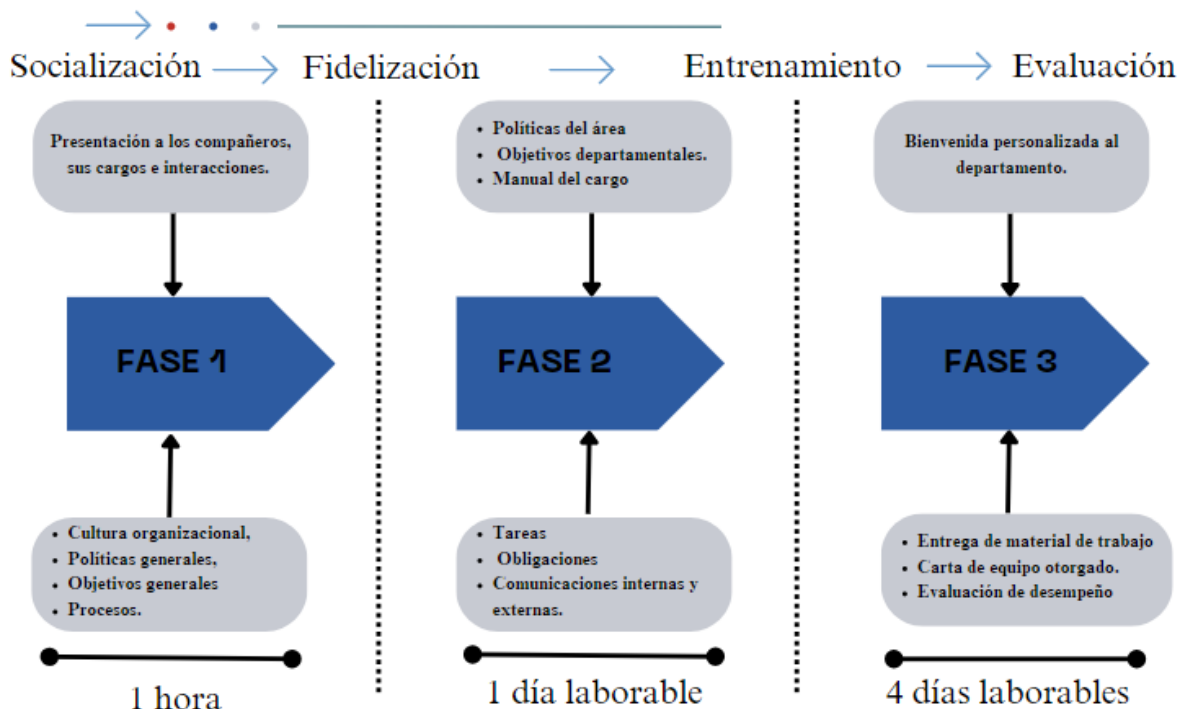 Socialización
Fidelización
Entrenamiento
Evaluación
Presentación a los compañeros,
sus cargos e interacciones.
• Políticas del área
• Objetivos departamentales.
• Manual del cargo
Bienvenida personalizada al
departamento.
FASE 1
FASE 2
FASE 3
• Cultura organizacional,
• Políticas generales,
• Objetivos generales
• Procesos.
• Tareas
• Obligaciones
• Comunicaciones internas y
externas.
• Entrega de material de trabajo
• Carta de equipo otorgado.
• Evaluación de desempeño
1 hora
1 día laborable
4 días laborables